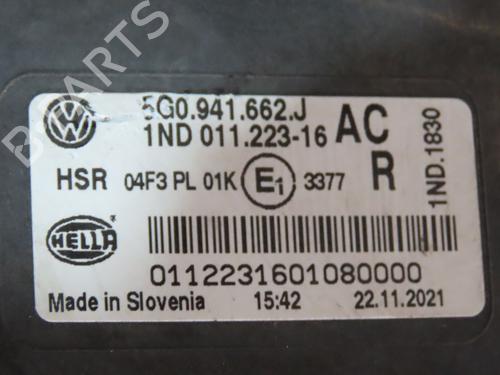 5G0.941.662.J
1ND 011.223-16 AC
HSR 04F3 PL 01K E1 3377 R
1ND.1830
HELLA
0112231601080000
Made in Slovenia 15:42 22.11.2021
B-PARTS